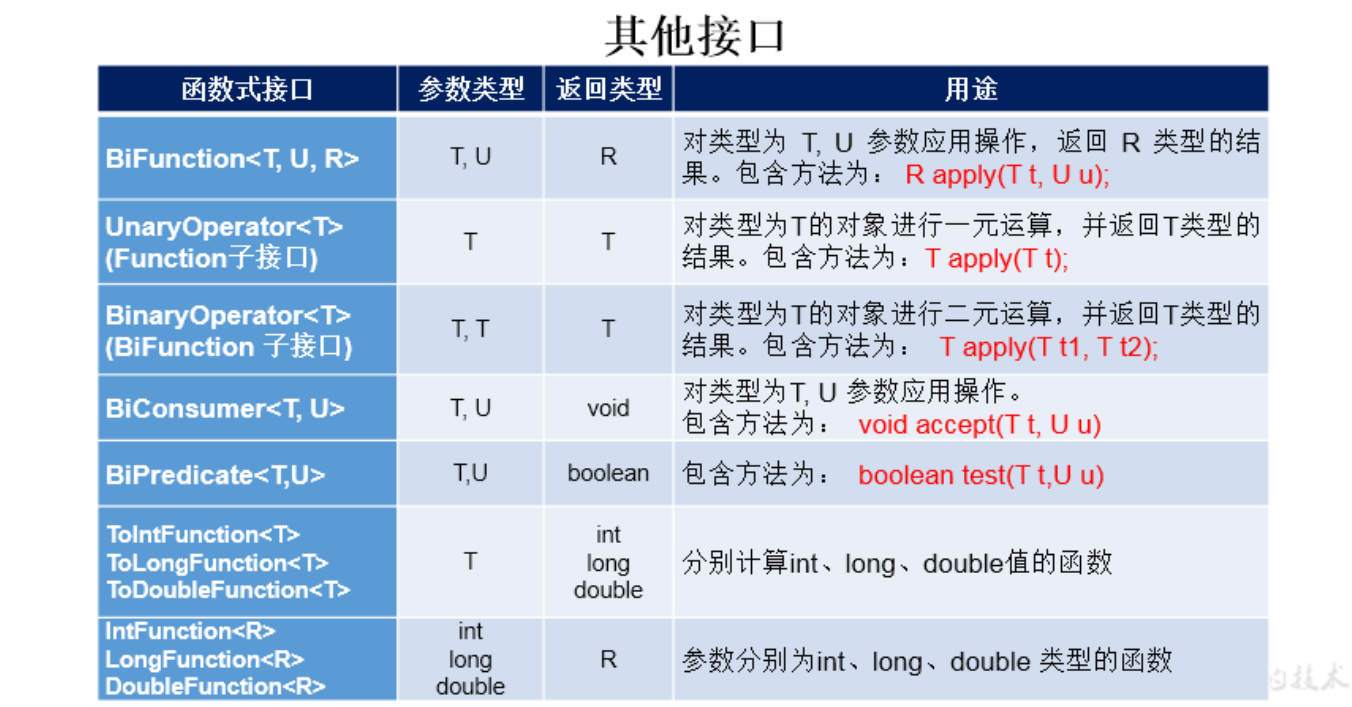 其他接口
函数式接口 参数类型 返回类型 用途
BiFunction<T, U, R> T, U R 对类型为 T, U 参数应用操作，返回 R 类型的结
果。包含方法为： R apply(T t, U u);
UnaryOperator<T>
(Function子接口) T T 对类型为T的对象进行一元运算，并返回T类型的
结果。包含方法为：T apply(T t);
BinaryOperator<T>
(BiFunction 子接口) T, T T 对类型为T的对象进行二元运算，并返回T类型的
结果。包含方法为： T apply(T t1, T t2);
BiConsumer<T, U> T, U void 对类型为T, U 参数应用操作。
包含方法为： void accept(T t, U u)
BiPredicate<T,U> T,U boolean 包含方法为： boolean test(T t,U u)
ToIntFunction<T>
ToLongFunction<T>
ToDoubleFunction<T>
T
int
long
double
分别计算int、long、double值的函数
IntFunction<R>
LongFunction<R>
DoubleFunction<R>
int
long
double
R
参数分别为int、long、double 类型的函数
的技术